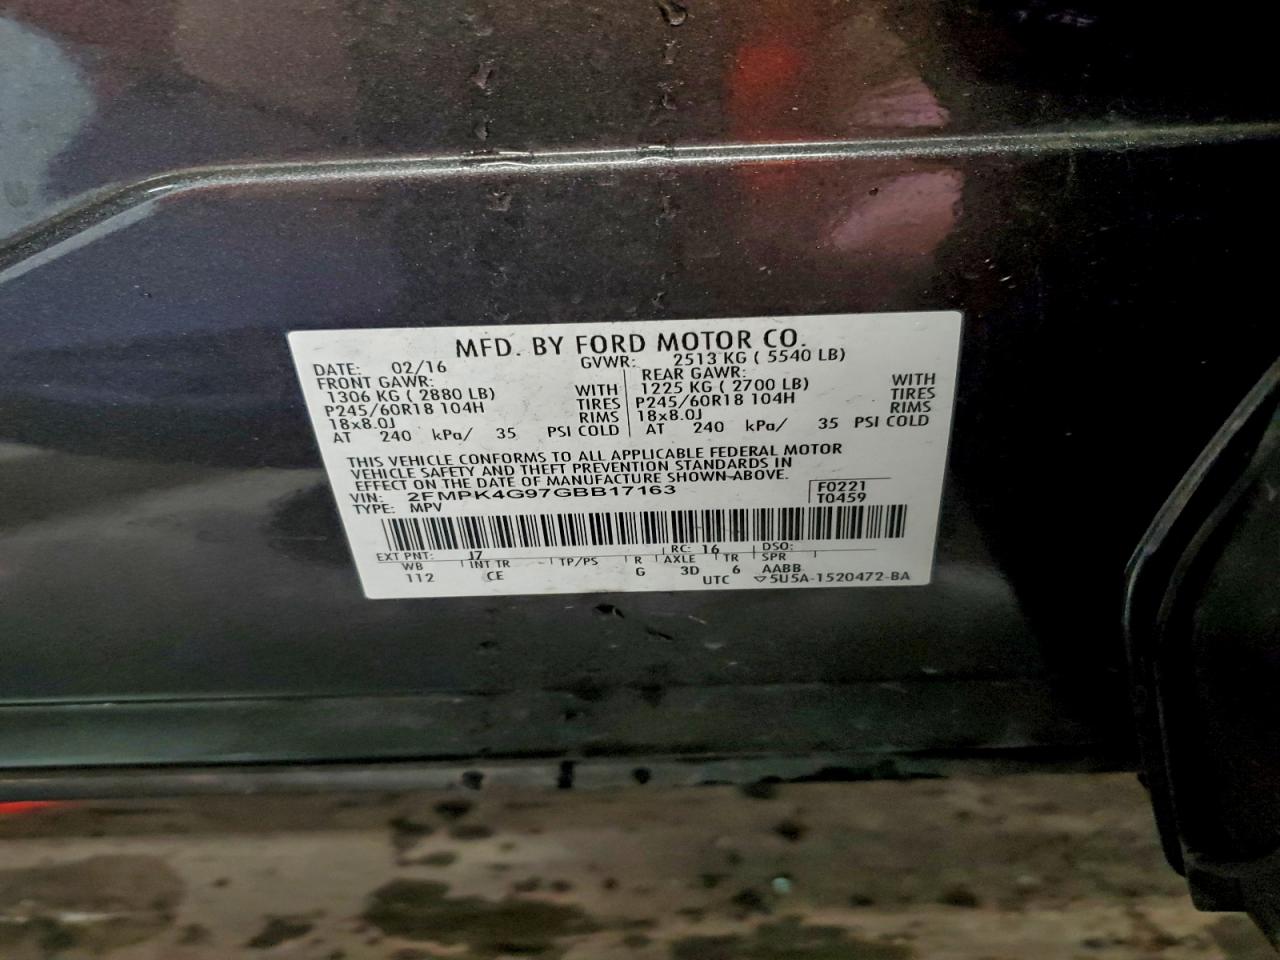 MFD. BY FORD MOTOR CO.
DATE: 02/16 GVWR: 2513 KG ( 5540 LB)
FRONT GAWR: REAR GAWR:
1306 KG ( 2880 LB) WITH 1225 KG ( 2700 LB) WITH
P245/60R18 104H TIRES P245/60R18 104H TIRES
18x8.0J RIMS 18x8.0J RIMS
AT 240 kPa/ 35 PSI COLD AT 240 kPa/ 35 PSI COLD
THIS VEHICLE CONFORMS TO ALL APPLICABLE FEDERAL MOTOR
VEHICLE SAFETY AND THEFT PREVENTION STANDARDS IN
EFFECT ON THE DATE OF MANUFACTURE SHOWN ABOVE.
VIN: 2FMPK4G97GBB17163 F0221
TYPE: MPV T0459
EXT PNT: J7 RC: 16 DSO:
WB INT TR TP/PS R AXLE TR SPR
112 CE G 3D 6 AABB
UTC ▽5U5A-1520472-BA